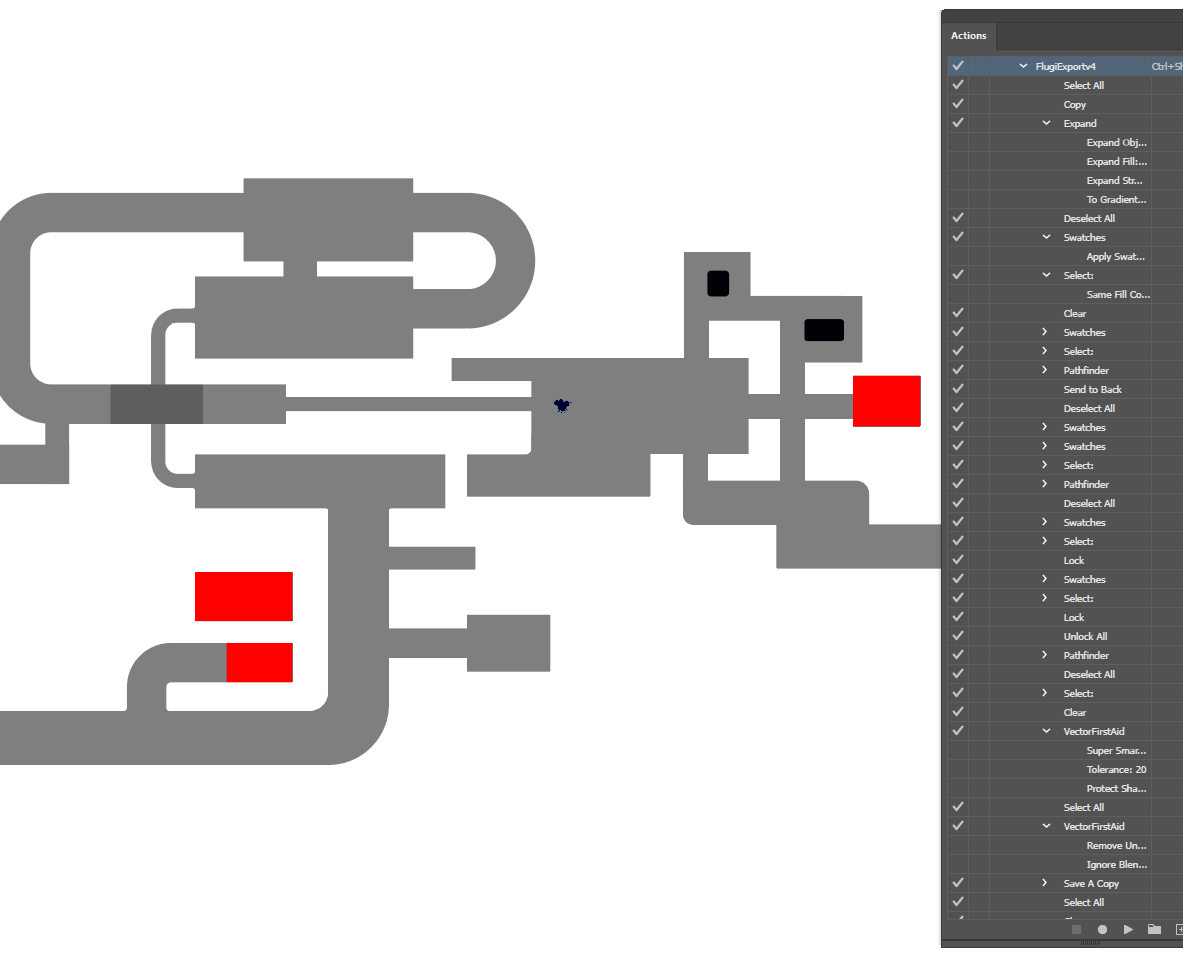 Actions
FlugiExportv4 Ctrl+Sh
Select All
Copy
Expand
Expand Obj...
Expand Fill:...
Expand Str...
To Gradient...
Deselect All
Swatches
Apply Swat...
Select:
Same Fill Co...
Clear
Swatches
Select:
Pathfinder
Send to Back
Deselect All
Swatches
Swatches
Select:
Pathfinder
Deselect All
Swatches
Select:
Lock
Swatches
Select:
Lock
Unlock All
Pathfinder
Deselect All
Select:
Clear
VectorFirstAid
Super Smar...
Tolerance: 20
Protect Sha...
Select All
VectorFirstAid
Remove Un...
Ignore Blen...
Save A Copy
Select All